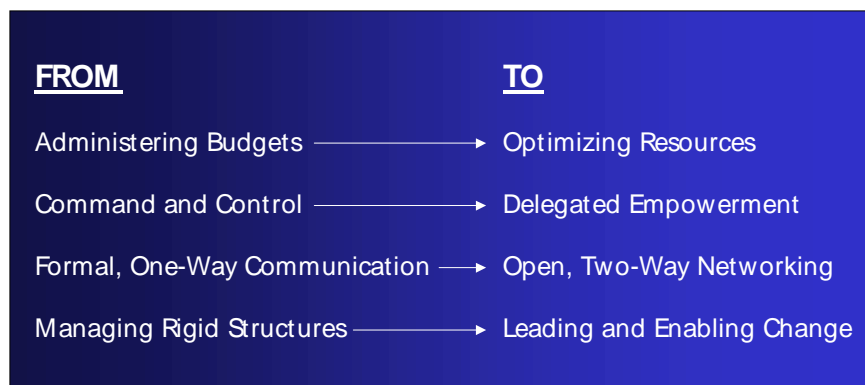 FROM TO
Administering Budgets Optimizing Resources
Command and Control Delegated Empowerment
Formal, One-Way Communication Open, Two-Way Networking
Managing Rigid Structures Leading and Enabling Change